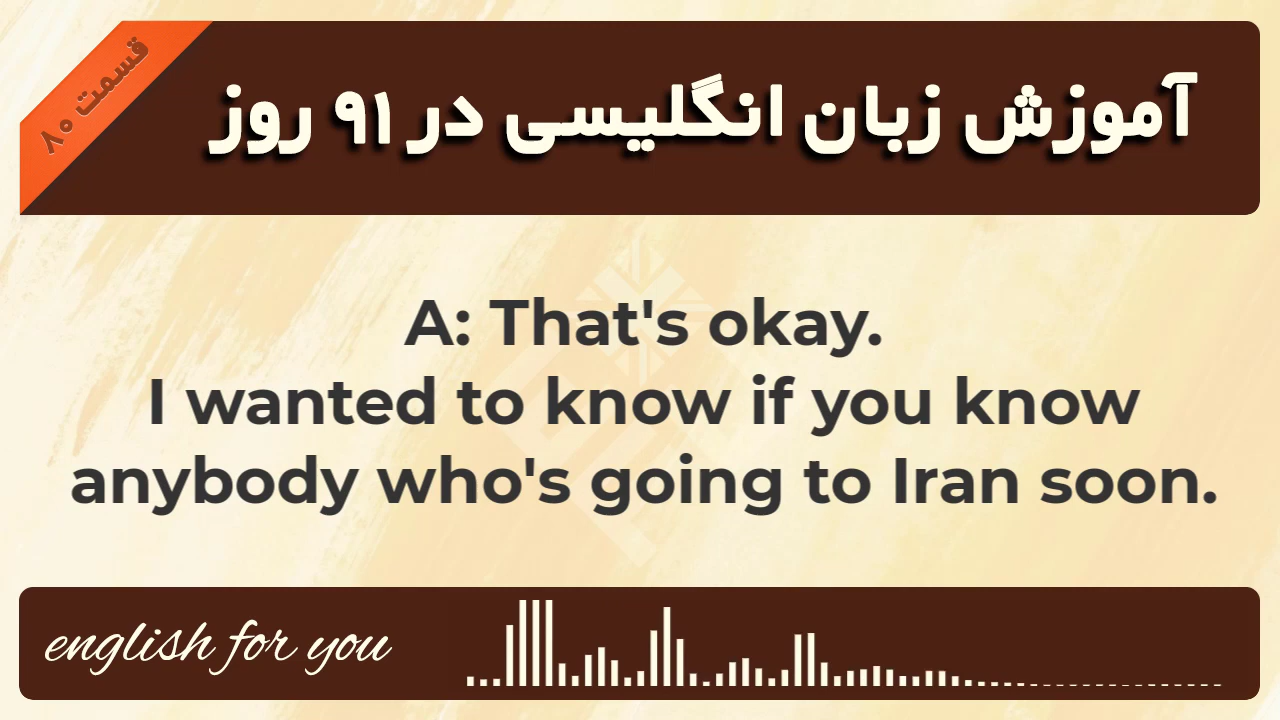 آموزش زبان انگلیسی در ۹۱ روز
قسمت ۸۰
A: That's okay.
I wanted to know if you know
anybody who's going to Iran soon.
english for you